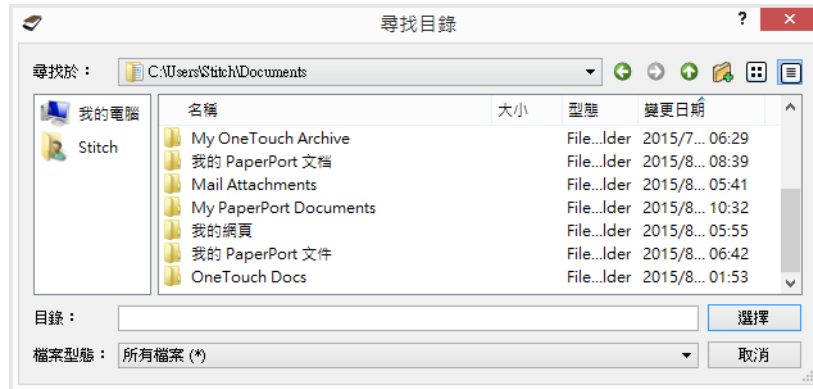 尋找目錄
尋找於： C:\Users\Stitch\Documents
我的電腦
Stitch
名稱 大小 型態 變更日期
My OneTouch Archive File...lder 2015/7... 06:29
我的 PaperPort 文檔 File...lder 2015/8... 08:39
Mail Attachments File...lder 2015/8... 05:41
My PaperPort Documents File...lder 2015/8... 10:32
我的網頁 File...lder 2015/8... 05:55
我的 PaperPort 文件 File...lder 2015/8... 06:42
OneTouch Docs File...lder 2015/8... 01:53
目錄： 選擇
檔案型態： 所有檔案 (*) 取消